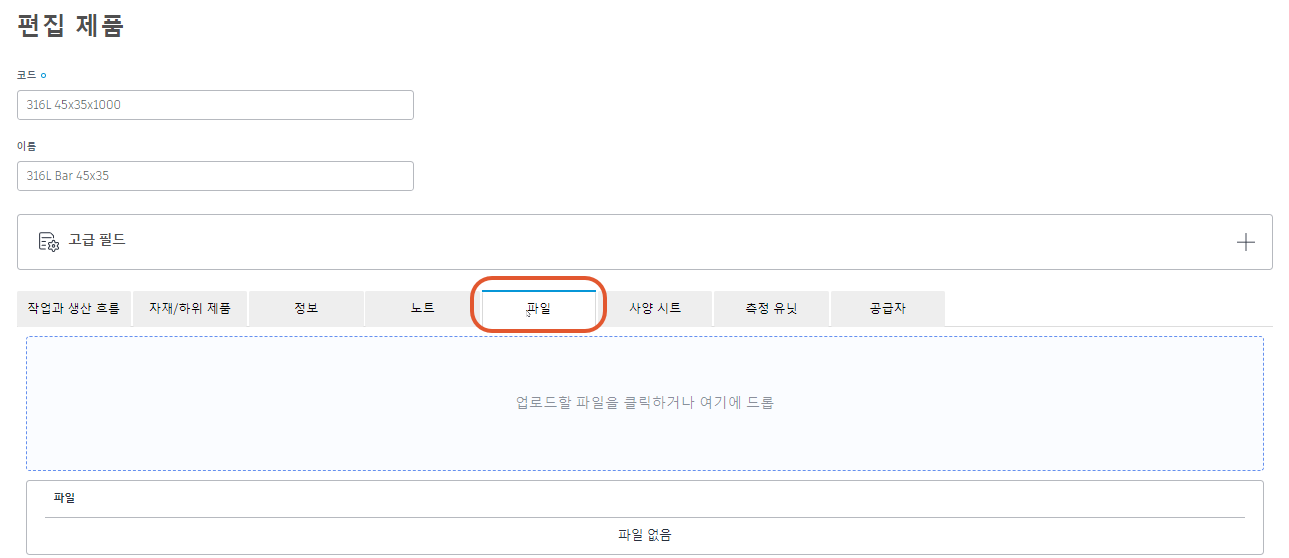 편집 제품
코드
316L 45x35x1000
이름
316L Bar 45x35
고급 필드
작업과 생산 흐름 자재/하위 제품 정보 노트 파일 사양 시트 측정 유닛 공급자
업로드할 파일을 클릭하거나 여기에 드롭
파일
파일 없음